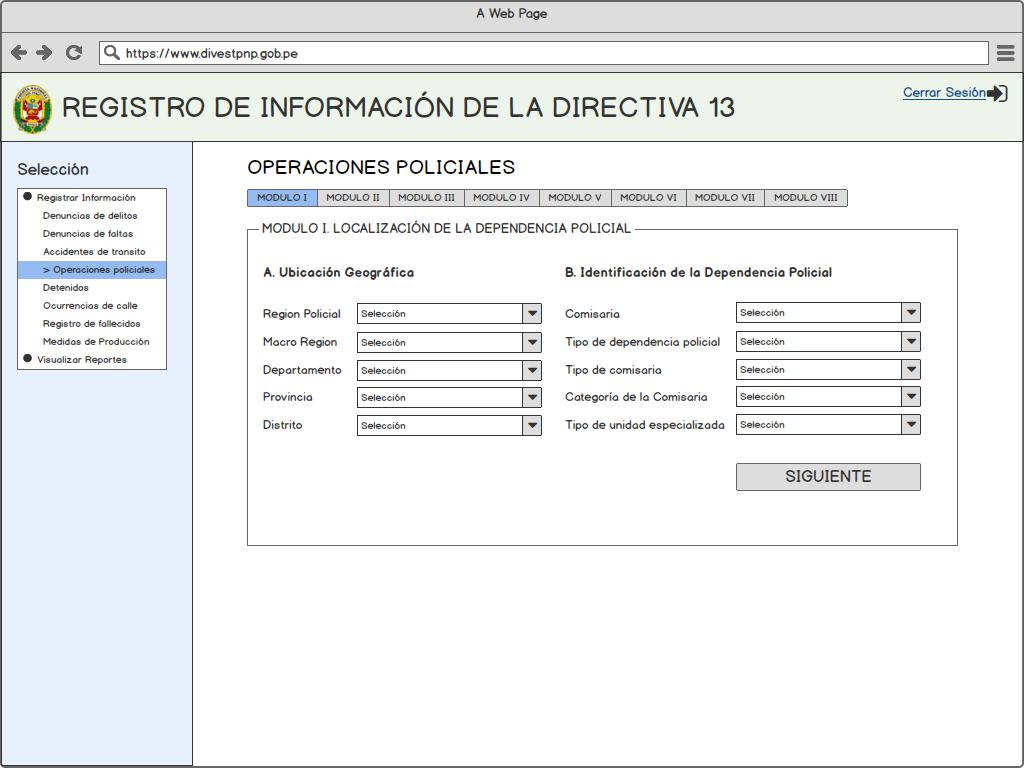 A Web Page
https://www.divestpnp.gob.pe
REGISTRO DE INFORMACIÓN DE LA DIRECTIVA 13
Cerrar Sesión
Selección
Registrar Información
Denuncias de delitos
Denuncias de faltas
Accidentes de transito
> Operaciones policiales
Detenidos
Ocurrencias de calle
Registro de fallecidos
Medidas de Producción
Visualizar Reportes
OPERACIONES POLICIALES
MODULO I MODULO II MODULO III MODULO IV MODULO V MODULO VI MODULO VII MODULO VIII
MODULO I. LOCALIZACIÓN DE LA DEPENDENCIA POLICIAL
A. Ubicación Geográfica
Region Policial Selección
Macro Region Selección
Departamento Selección
Provincia Selección
Distrito Selección
B. Identificación de la Dependencia Policial
Comisaria Selección
Tipo de dependencia policial Selección
Tipo de comisaria Selección
Categoría de la Comisaria Selección
Tipo de unidad especializada Selección
SIGUIENTE